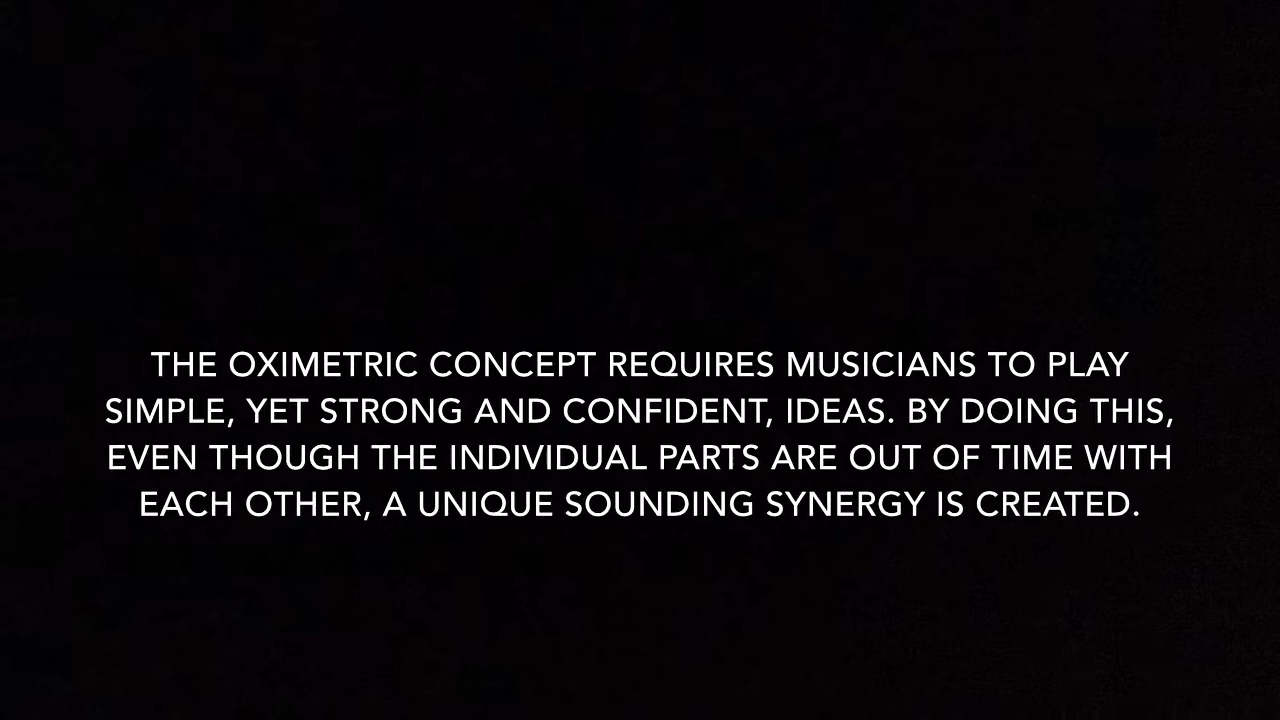 THE OXIMETRIC CONCEPT REQUIRES MUSICIANS TO PLAY
SIMPLE, YET STRONG AND CONFIDENT, IDEAS. BY DOING THIS,
EVEN THOUGH THE INDIVIDUAL PARTS ARE OUT OF TIME WITH
EACH OTHER, A UNIQUE SOUNDING SYNERGY IS CREATED.